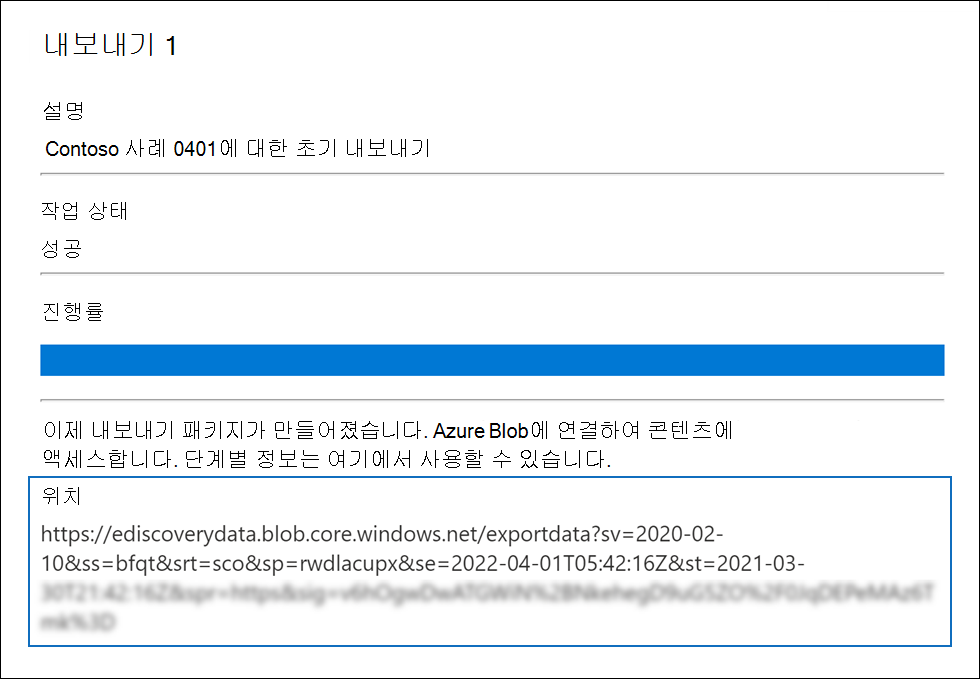 내보내기 1
설명
Contoso 사례 0401에 대한 초기 내보내기
작업 상태
성공
진행률
이제 내보내기 패키지가 만들어졌습니다. Azure Blob에 연결하여 콘텐츠에
액세스합니다. 단계별 정보는 여기에서 사용할 수 있습니다.
위치
https://ediscoverydata.blob.core.windows.net/exportdata?sv=2020-02-
10&ss=bfqt&srt=sco&sp=rwdlacupx&se=2022-04-01T05:42:16Z&st=2021-03-